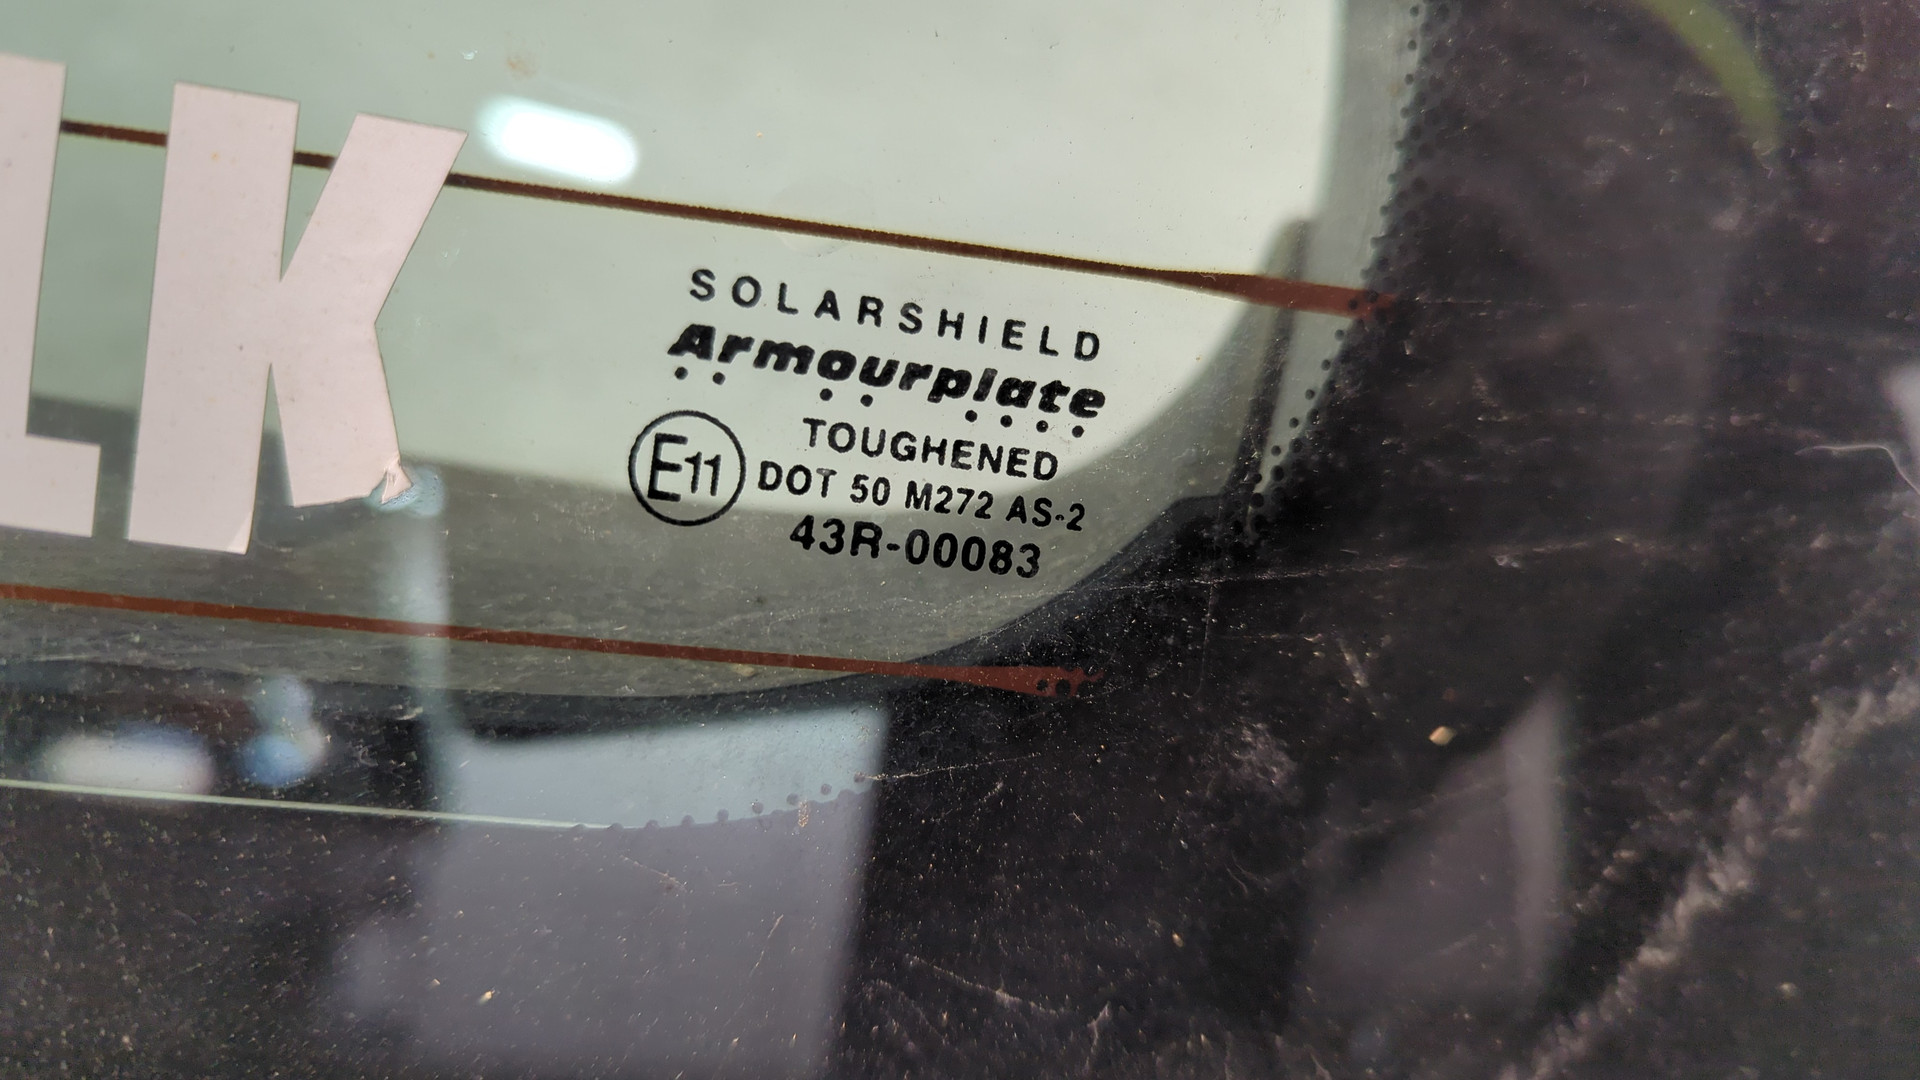 LK
SOLARSHIELD
Armourplate
TOUGHENED
E11
DOT 50 M272 AS-2
43R-00083